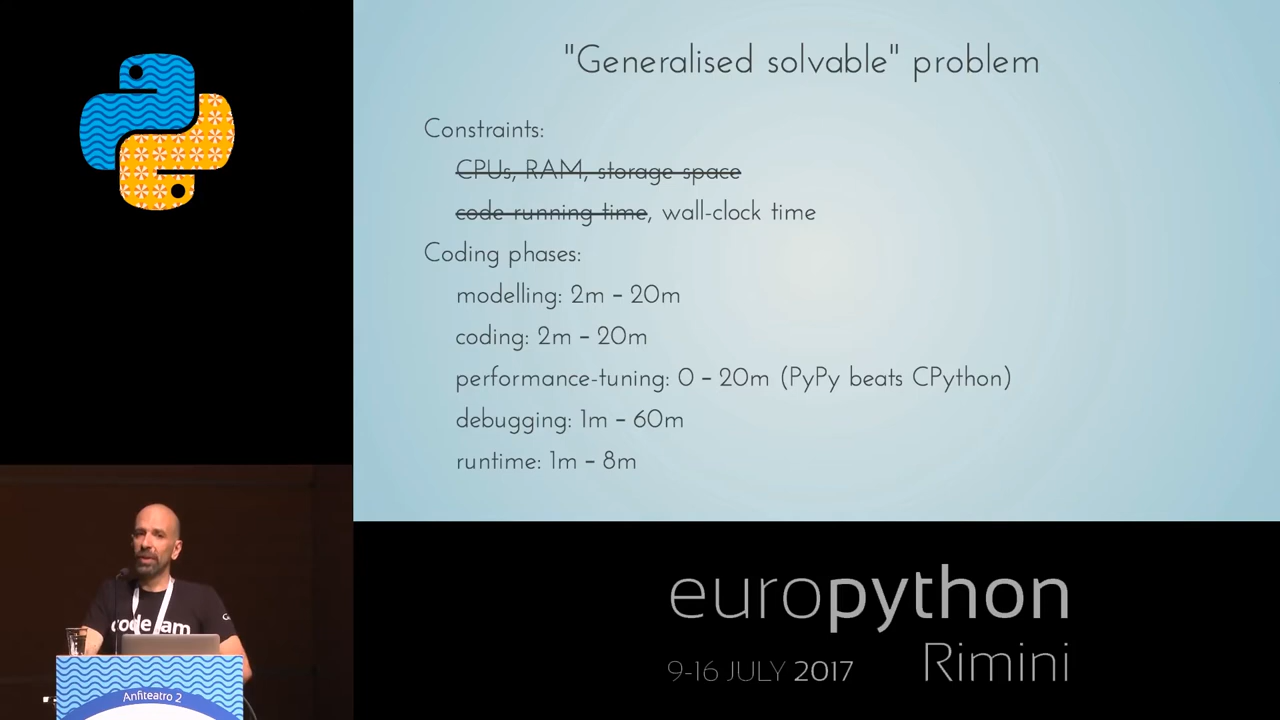 "Generalised solvable" problem
Constraints:
CPUs, RAM, storage space
code running time, wall-clock time
Coding phases:
modelling: 2m – 20m
coding: 2m – 20m
performance-tuning: 0 – 20m (PyPy beats CPython)
debugging: 1m – 60m
runtime: 1m – 8m
code jam
Anfiteatro 2
europython
Rimini
9-16 JULY 2017